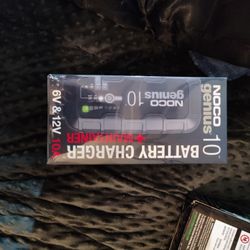 NOCO
genius10
NOCO
genius 10
BATTERY CHARGER
+ MAINTAINER
6V & 12V 10A